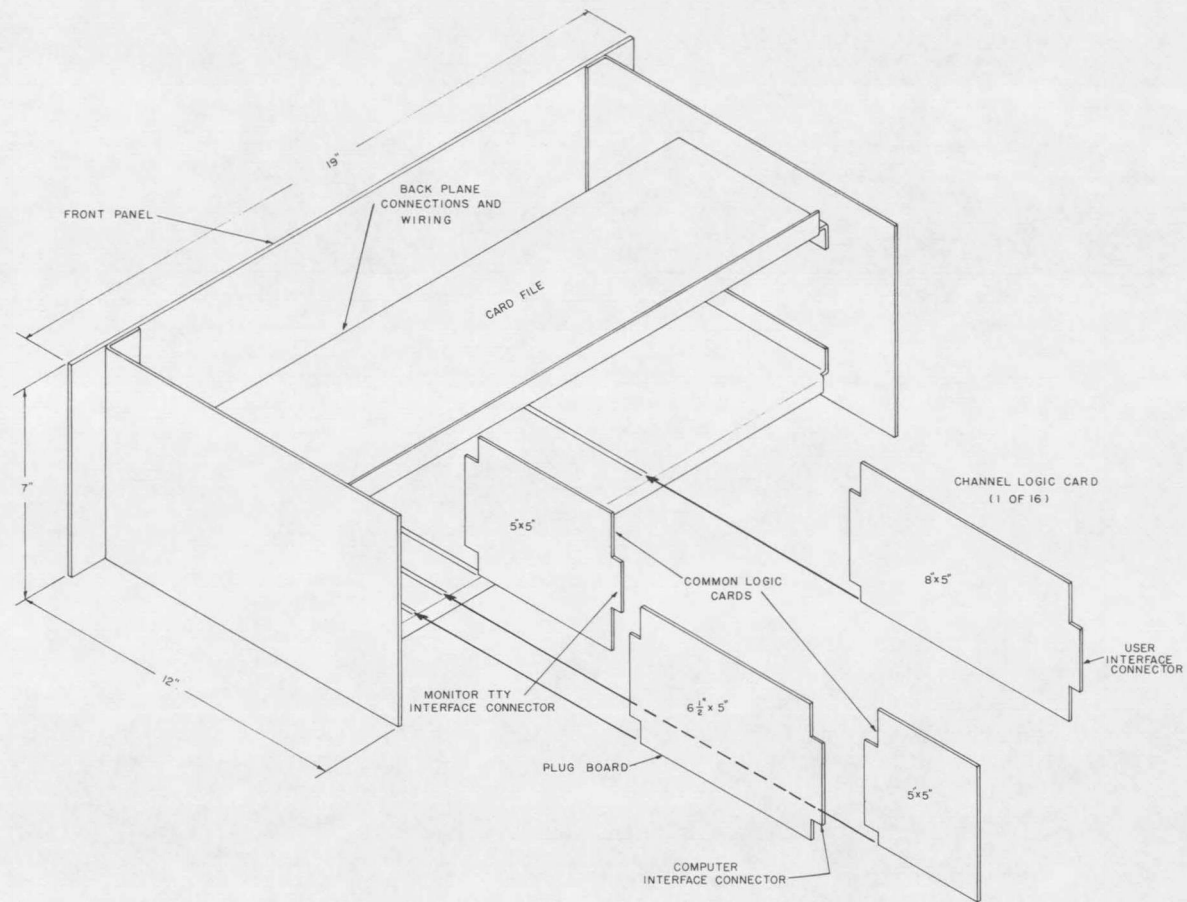 19"
FRONT PANEL
BACK PLANE
CONNECTIONS AND
WIRING
CARD FILE
7"
12"
5"x5"
CHANNEL LOGIC CARD
(1 OF 16)
8"x5"
COMMON LOGIC
CARDS
USER
INTERFACE
CONNECTOR
MONITOR TTY
INTERFACE CONNECTOR
6 1/2" x 5"
PLUG BOARD
5"x5"
COMPUTER
INTERFACE CONNECTOR